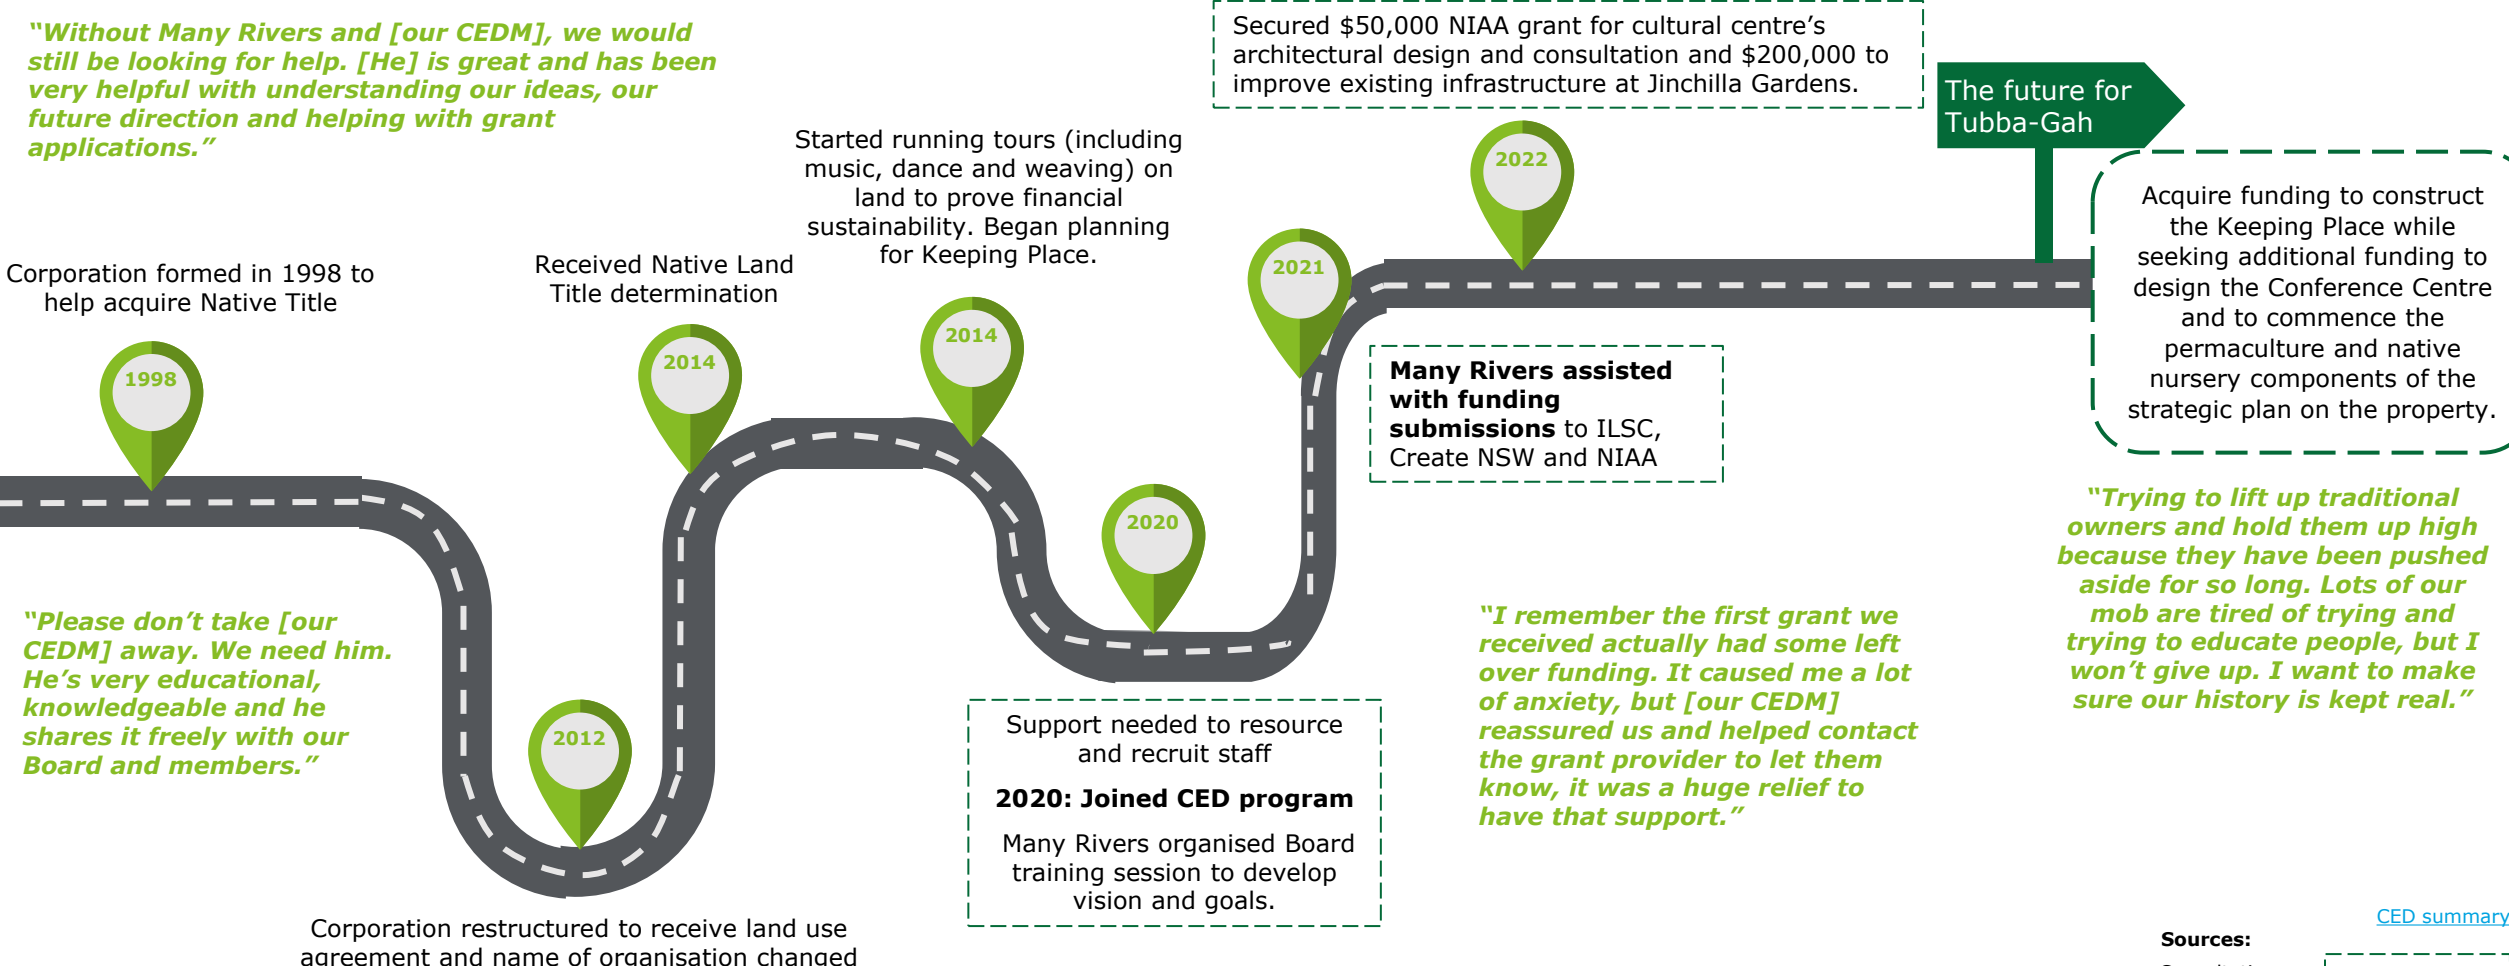 “Without Many Rivers and [our CEDM], we would
still be looking for help. [He] is great and has been
very helpful with understanding our ideas, our
future direction and helping with grant
applications.”
Secured $50,000 NIAA grant for cultural centre’s
architectural design and consultation and $200,000 to
improve existing infrastructure at Jinchilla Gardens.
The future for
Tubba-Gah
Started running tours (including
music, dance and weaving) on
land to prove financial
sustainability. Began planning
for Keeping Place.
2022
Acquire funding to construct
the Keeping Place while
seeking additional funding to
design the Conference Centre
and to commence the
permaculture and native
nursery components of the
strategic plan on the property.
Corporation formed in 1998 to
help acquire Native Title
Received Native Land
Title determination
2021
2014
2014
1998
Many Rivers assisted
with funding
submissions to ILSC,
Create NSW and NIAA
2020
“Trying to lift up traditional
owners and hold them up high
because they have been pushed
aside for so long. Lots of our
mob are tired of trying and
trying to educate people, but I
won’t give up. I want to make
sure our history is kept real.”
“Please don’t take [our
CEDM] away. We need him.
He’s very educational,
knowledgeable and he
shares it freely with our
Board and members.”
“I remember the first grant we
received actually had some left
over funding. It caused me a lot
of anxiety, but [our CEDM]
reassured us and helped contact
the grant provider to let them
know, it was a huge relief to
have that support.”
2012
Support needed to resource
and recruit staff
2020: Joined CED program
Many Rivers organised Board
training session to develop
vision and goals.
Corporation restructured to receive land use
agreement and name of organisation changed
CED summary
Sources: